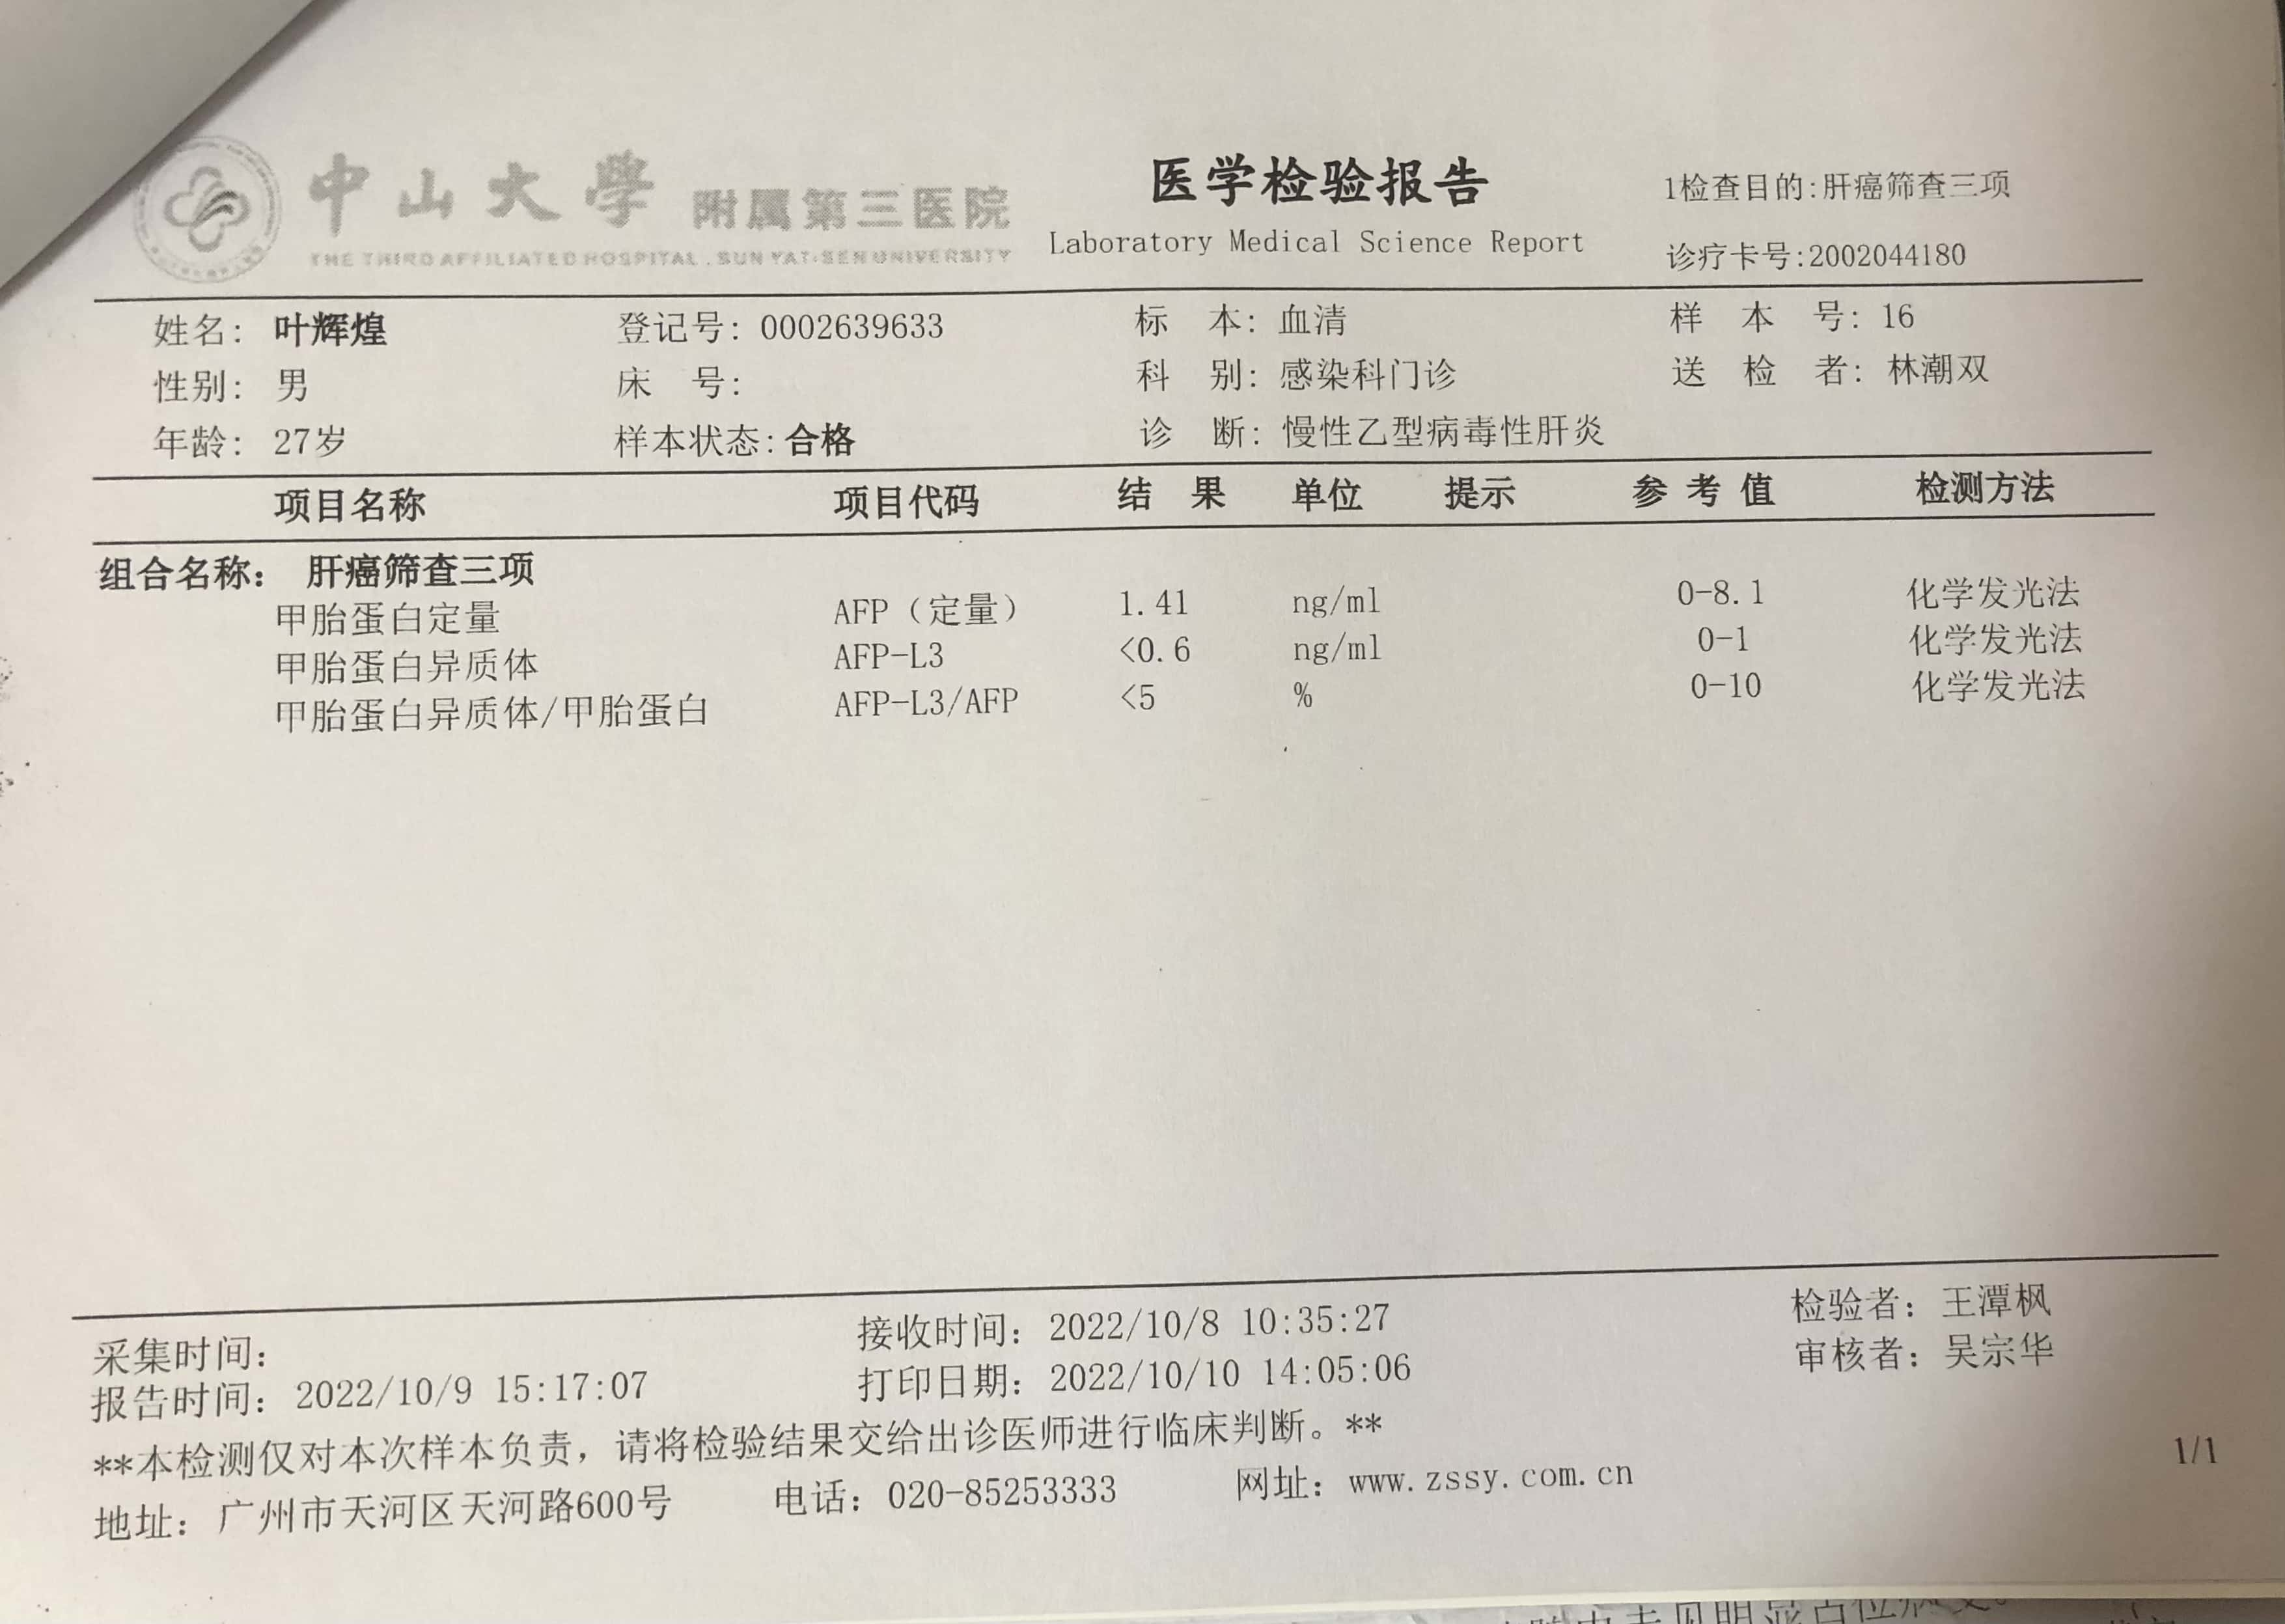 中山大學 附属第三医院
THE THIRD AFFILIATED HOSPITAL, SUN YAT-SEN UNIVERSITY
医学检验报告
Laboratory Medical Science Report
1检查目的:肝癌筛查三项
诊疗卡号:2002044180
姓名: 叶辉煌 登记号: 0002639633 标 本: 血清 样 本 号: 16
性别: 男 床 号: 科 别: 感染科门诊 送 检 者: 林潮双
年龄: 27岁 样本状态: 合格 诊 断: 慢性乙型病毒性肝炎
项目名称 项目代码 结 果 单位 提示 参 考 值 检测方法
组合名称: 肝癌筛查三项
甲胎蛋白定量 AFP（定量） 1.41 ng/ml 0-8.1 化学发光法
甲胎蛋白异质体 AFP-L3 <0.6 ng/ml 0-1 化学发光法
甲胎蛋白异质体/甲胎蛋白 AFP-L3/AFP <5 % 0-10 化学发光法
采集时间: 接收时间: 2022/10/8 10:35:27 检验者: 王潭枫
报告时间: 2022/10/9 15:17:07 打印日期: 2022/10/10 14:05:06 审核者: 吴宗华
**本检测仅对本次样本负责，请将检验结果交给出诊医师进行临床判断。**
地址: 广州市天河区天河路600号 电话: 020-85253333 网址: www.zssy.com.cn
1/1